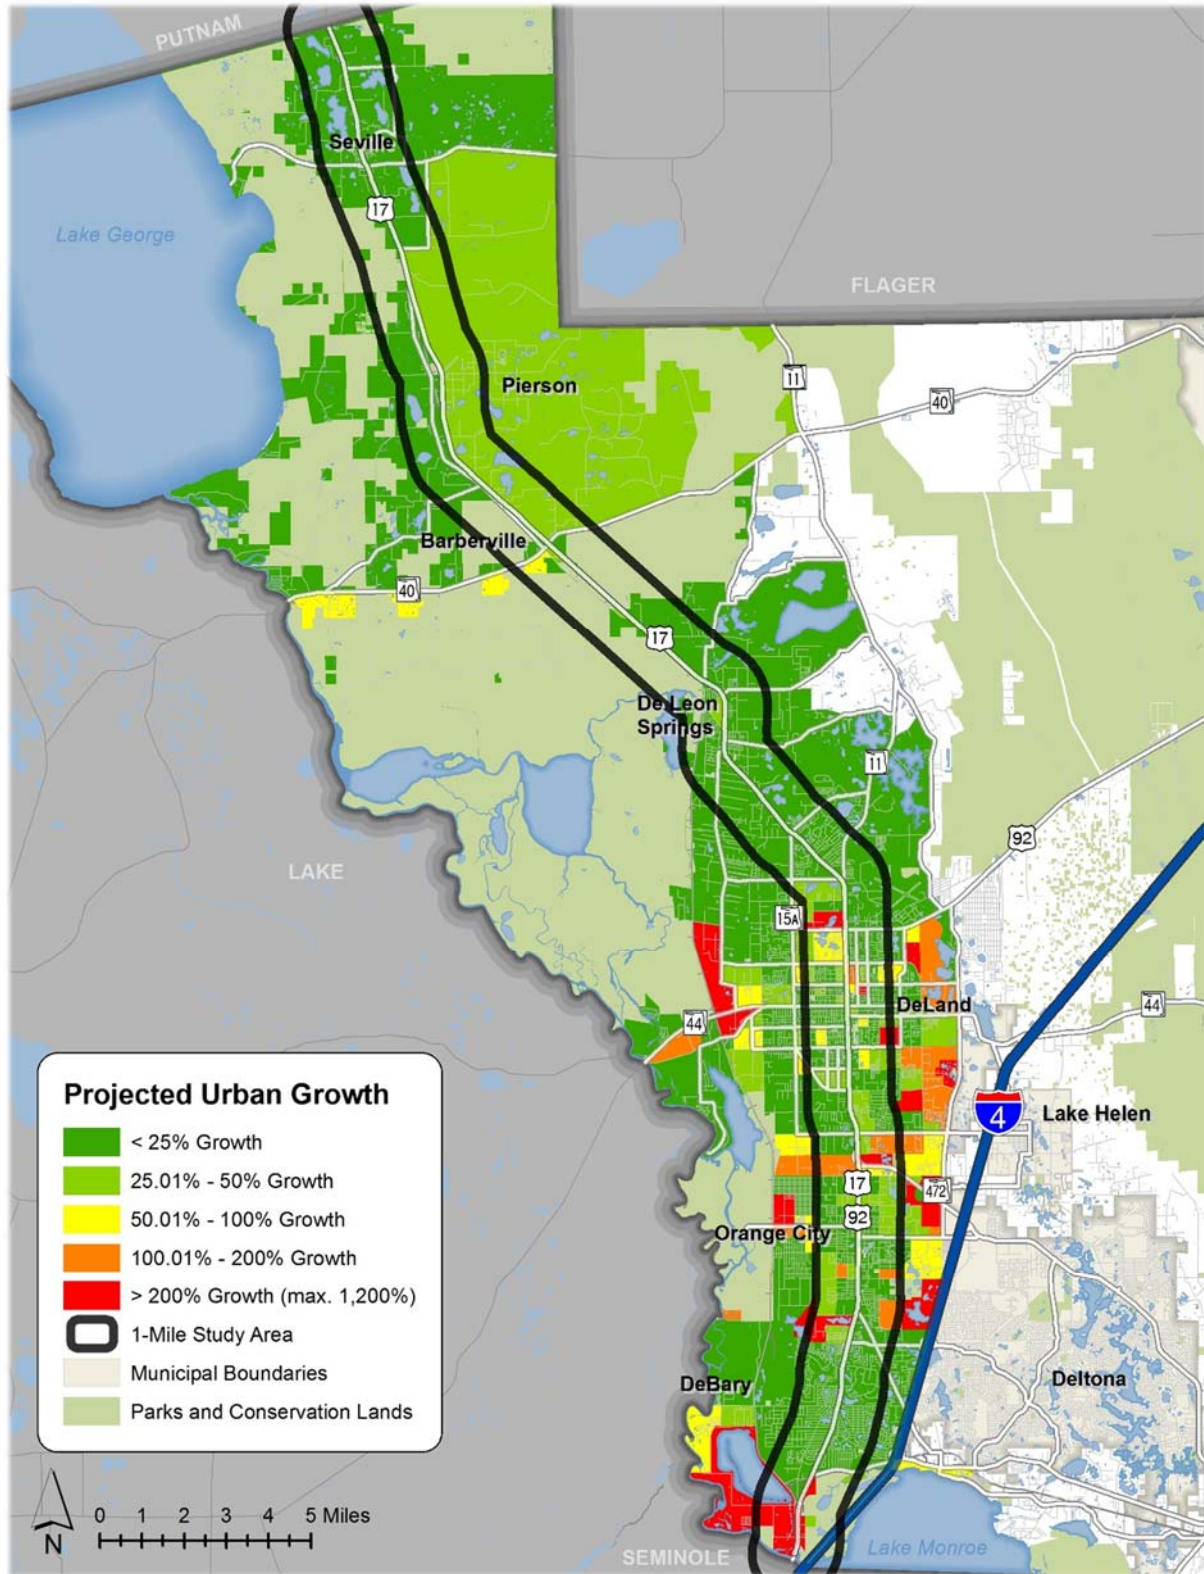 PUTNAM
Seville
17
Lake George
FLAGER
Pierson
11
40
Barberville
40
17
De Leon
Springs
11
92
LAKE
15A
DeLand
44
44
4
Lake Helen
17
472
92
Orange City
DeBary
Deltona
Projected Urban Growth
< 25% Growth
25.01% - 50% Growth
50.01% - 100% Growth
100.01% - 200% Growth
> 200% Growth (max. 1,200%)
1-Mile Study Area
Municipal Boundaries
Parks and Conservation Lands
N
0 1 2 3 4 5 Miles
SEMINOLE
Lake Monroe